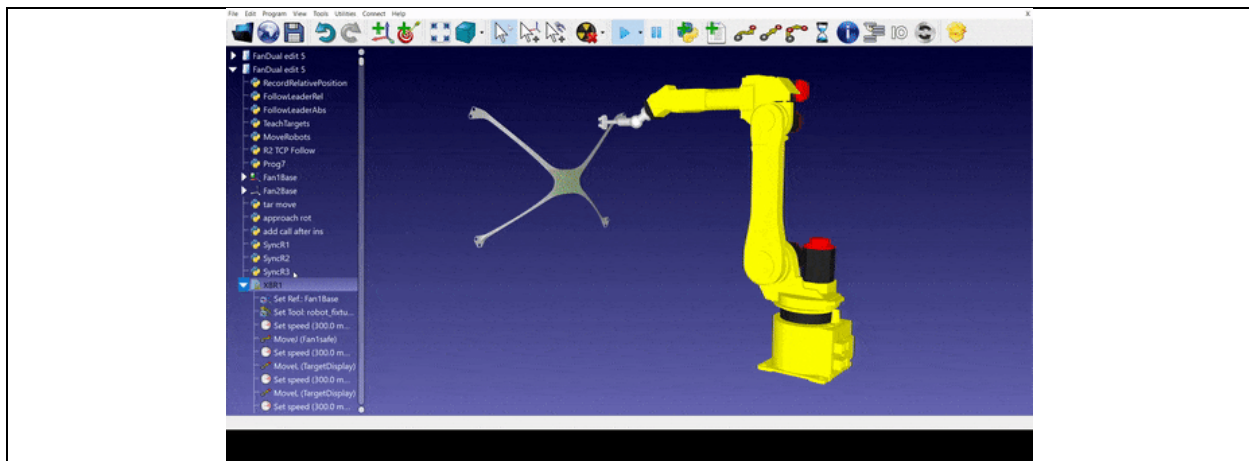 File Edit Program View Tools Utilities Connect Help X
FanDual edit 5
FanDual edit 5
RecordRelativePosition
FollowLeaderRel
FollowLeaderAbs
TeachTargets
MoveRobots
R2 TCP Follow
Prog7
Fan1Base
Fan2Base
tar move
approach rot
add call after ins
SyncR1
SyncR2
SyncR3
XBR1
Set Ref.: Fan1Base
Set Tool: robot_fixtu...
Set speed (300.0 m...
MoveJ (Fan1safe)
Set speed (300.0 m...
MoveL (TargetDisplay)
Set speed (300.0 m...
MoveL (TargetDisplay)
Set speed (300.0 m...